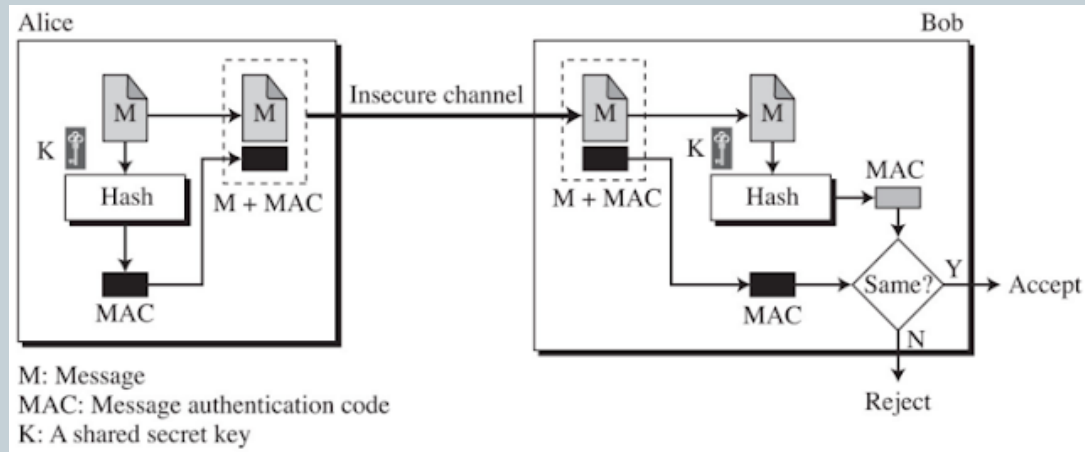 Alice
Bob
M
M
K
Hash
M + MAC
MAC
Insecure channel
M
M
K
M + MAC
Hash
MAC
MAC
Same?
Y
Accept
N
Reject
M: Message
MAC: Message authentication code
K: A shared secret key